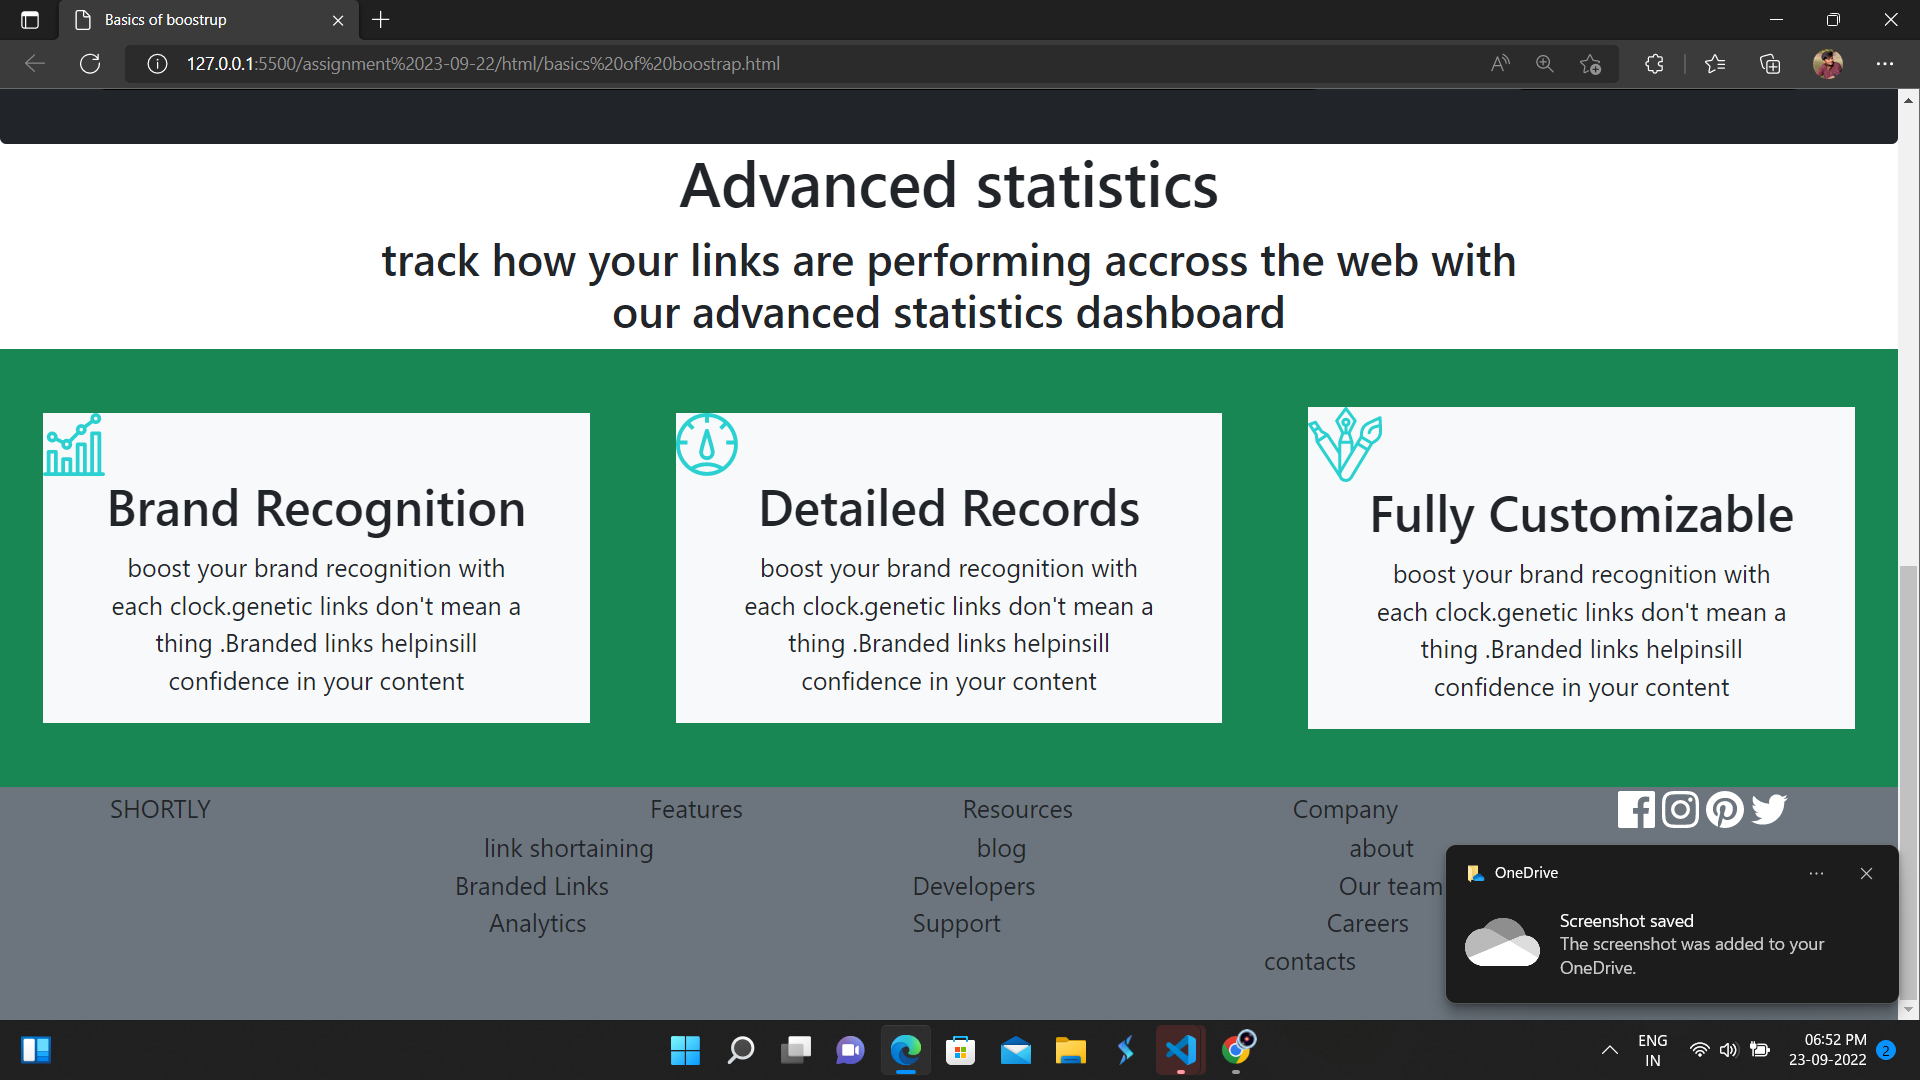 Basics of boostrup
127.0.0.1:5500/assignment%2023-09-22/html/basics%20of%20boostrap.html
Advanced statistics
track how your links are performing accross the web with
our advanced statistics dashboard
Brand Recognition
boost your brand recognition with
each clock.genetic links don't mean a
thing .Branded links helpinsill
confidence in your content
Detailed Records
boost your brand recognition with
each clock.genetic links don't mean a
thing .Branded links helpinsill
confidence in your content
Fully Customizable
boost your brand recognition with
each clock.genetic links don't mean a
thing .Branded links helpinsill
confidence in your content
SHORTLY
Features
link shortaining
Branded Links
Analytics
Resources
blog
Developers
Support
Company
about
Our team
Careers
contacts
OneDrive
Screenshot saved
The screenshot was added to your
OneDrive.
ENG
IN
06:52 PM
23-09-2022
2